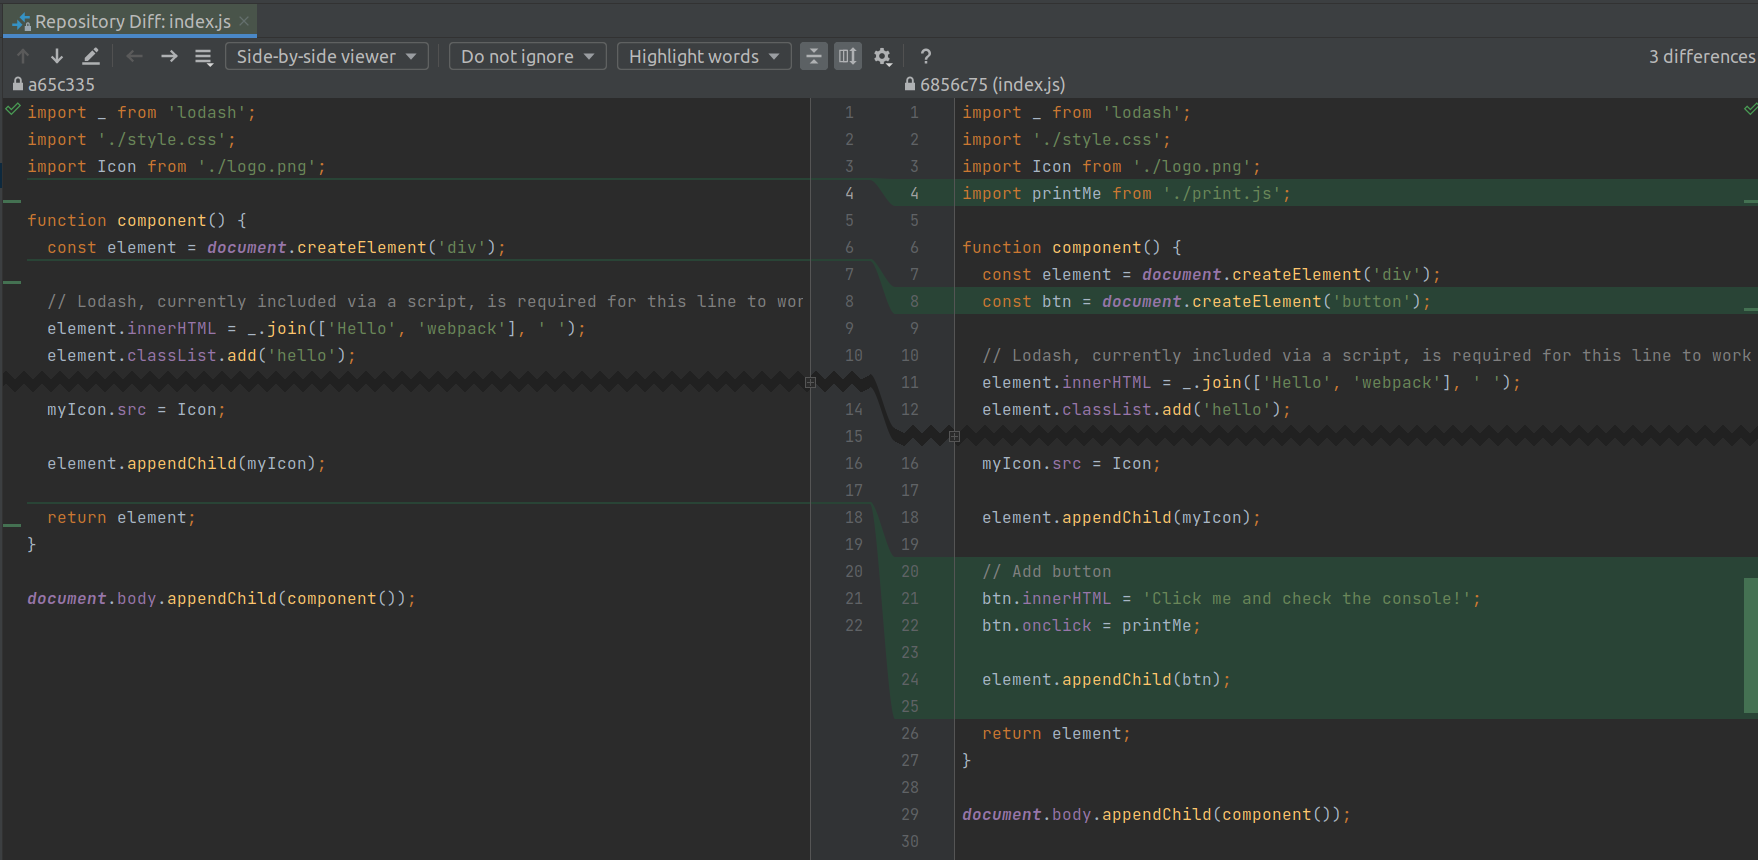 Repository Diff: index.js
Side-by-side viewer
Do not ignore
Highlight words
?
3 differences
a65c335
6856c75 (index.js)
1 import _ from 'lodash';
2 import './style.css';
3 import Icon from './logo.png';
4
5 function component() {
6   const element = document.createElement('div');
7
8   // Lodash, currently included via a script, is required for this line to wor
9   element.innerHTML = _.join(['Hello', 'webpack'], ' ');
10   element.classList.add('hello');
14   myIcon.src = Icon;
15
16   element.appendChild(myIcon);
17
18   return element;
19 }
20
21 document.body.appendChild(component());
22
1 import _ from 'lodash';
2 import './style.css';
3 import Icon from './logo.png';
4 import printMe from './print.js';
5
6 function component() {
7   const element = document.createElement('div');
8   const btn = document.createElement('button');
9
10   // Lodash, currently included via a script, is required for this line to work
11   element.innerHTML = _.join(['Hello', 'webpack'], ' ');
12   element.classList.add('hello');
16   myIcon.src = Icon;
17
18   element.appendChild(myIcon);
19
20   // Add button
21   btn.innerHTML = 'Click me and check the console!';
22   btn.onclick = printMe;
23
24   element.appendChild(btn);
25
26   return element;
27 }
28
29 document.body.appendChild(component());
30